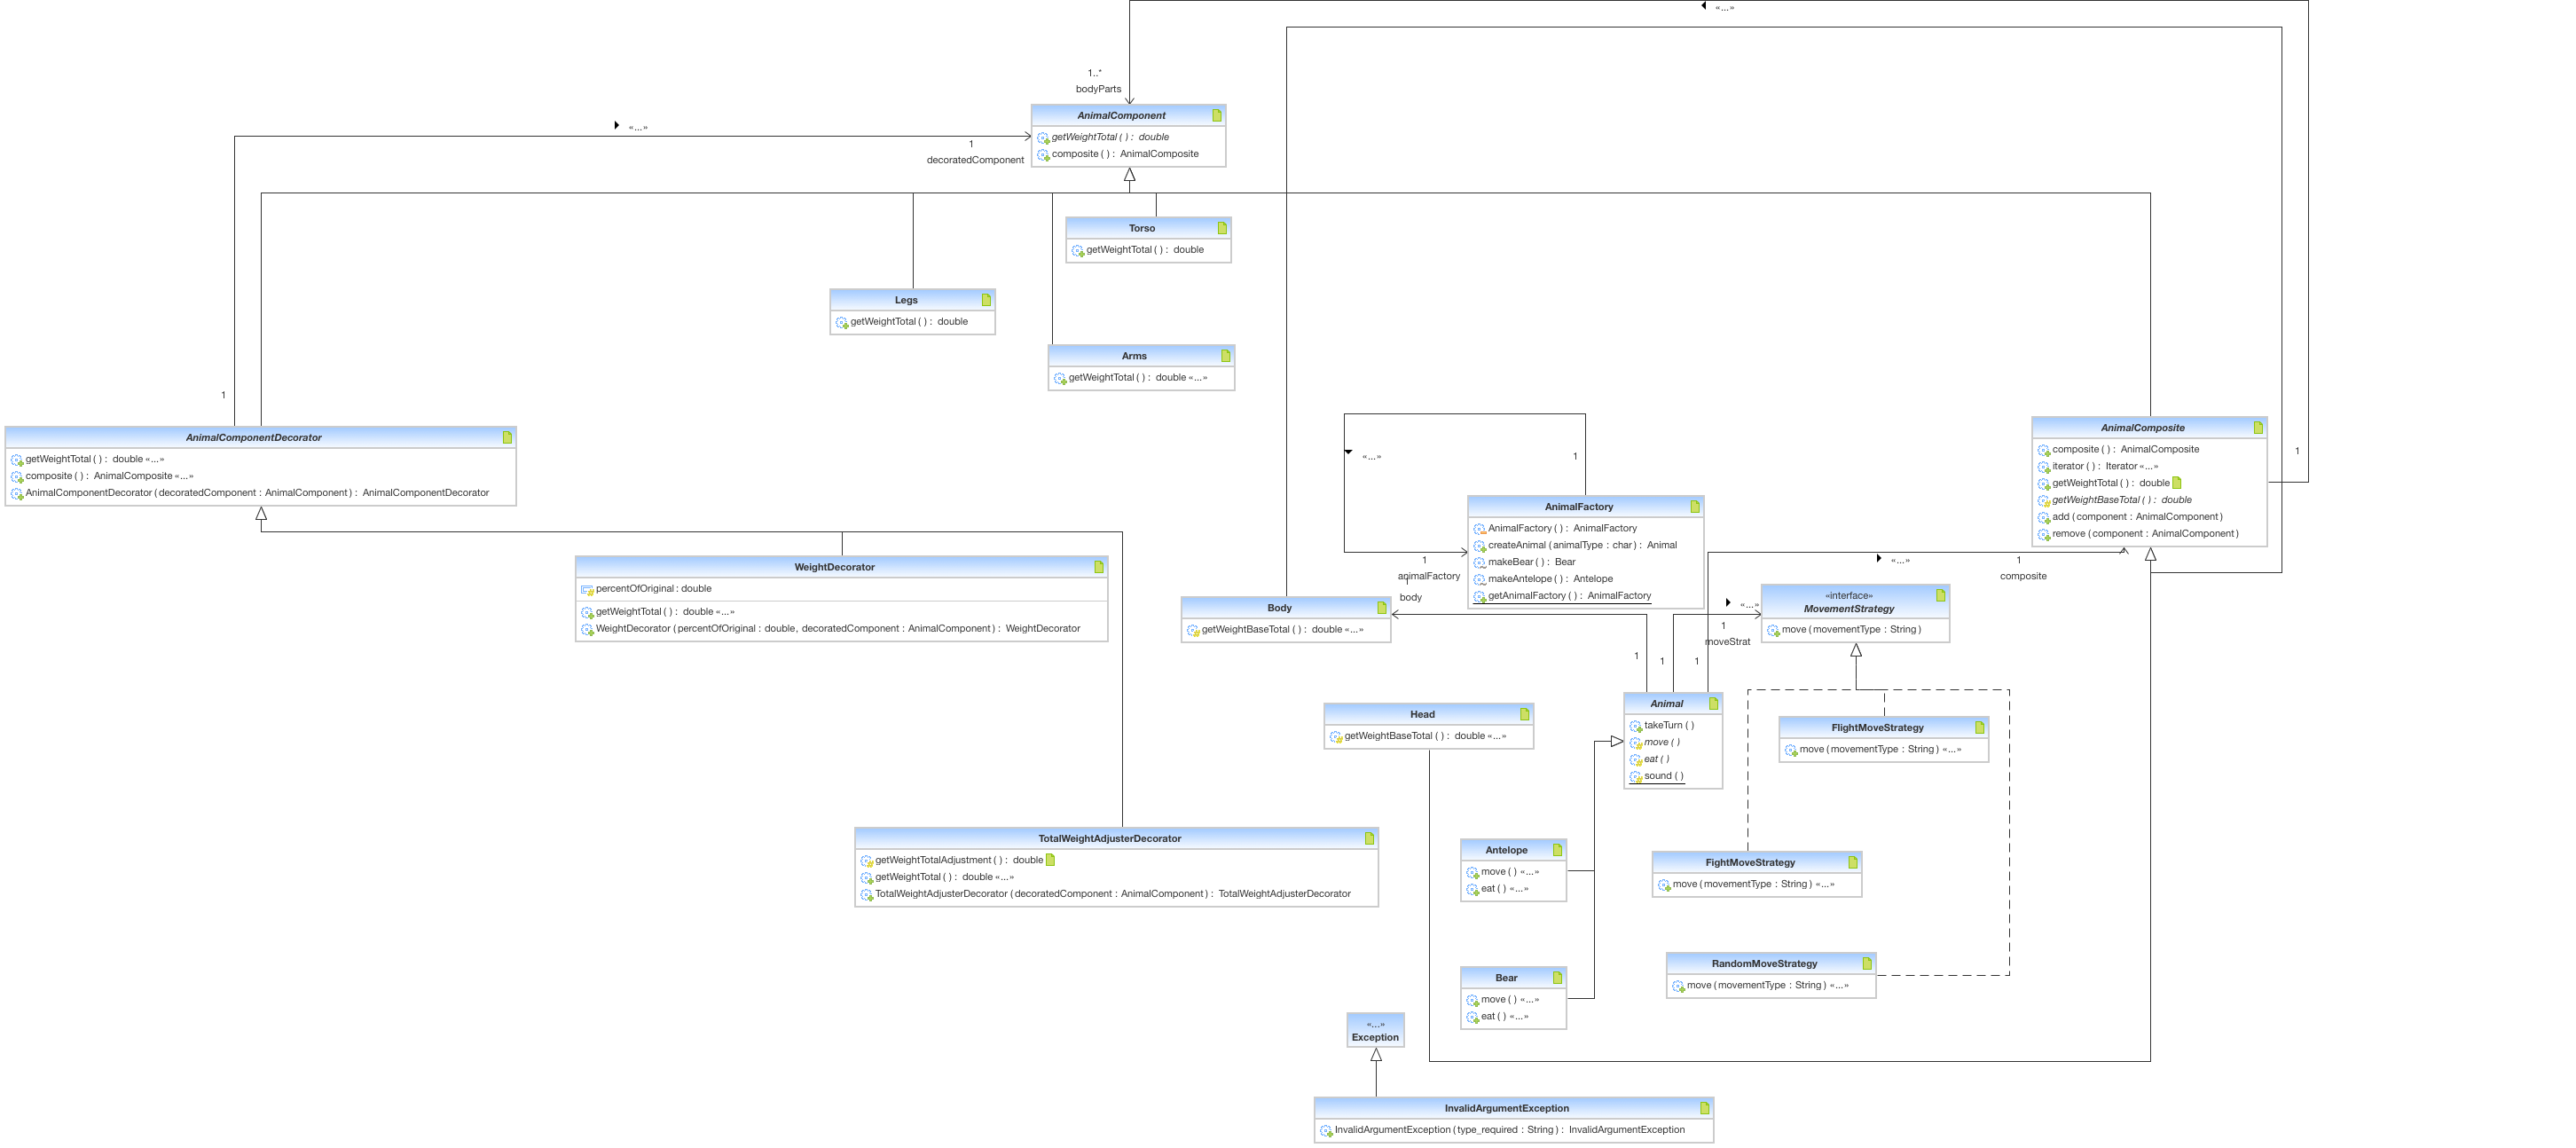 «...»
1..*
bodyParts
AnimalComponent
getWeightTotal ( ) : double
composite ( ) : AnimalComposite
«...»
1
decoratedComponent
Torso
getWeightTotal ( ) : double
Legs
getWeightTotal ( ) : double
Arms
getWeightTotal ( ) : double «...»
1
AnimalComponentDecorator
getWeightTotal ( ) : double «...»
composite ( ) : AnimalComposite «...»
AnimalComponentDecorator ( decoratedComponent : AnimalComponent ) : AnimalComponentDecorator
AnimalComposite
composite ( ) : AnimalComposite
iterator ( ) : Iterator «...»
getWeightTotal ( ) : double
getWeightBaseTotal ( ) : double
add ( component : AnimalComponent )
remove ( component : AnimalComponent )
1
«...»
1
AnimalFactory
AnimalFactory ( ) : AnimalFactory
createAnimal ( animalType : char ) : Animal
makeBear ( ) : Bear
makeAntelope ( ) : Antelope
getAnimalFactory ( ) : AnimalFactory
1
animalFactory
1
body
«...»
1
composite
WeightDecorator
percentOfOriginal : double
getWeightTotal ( ) : double «...»
WeightDecorator ( percentOfOriginal : double, decoratedComponent : AnimalComponent ) : WeightDecorator
Body
getWeightBaseTotal ( ) : double «...»
«...»
1
moveStrat
«interface»
MovementStrategy
move ( movementType : String )
1
1
1
Animal
takeTurn ( )
move ( )
eat ( )
sound ( )
Head
getWeightBaseTotal ( ) : double «...»
FlightMoveStrategy
move ( movementType : String ) «...»
TotalWeightAdjusterDecorator
getWeightTotalAdjustment ( ) : double
getWeightTotal ( ) : double «...»
TotalWeightAdjusterDecorator ( decoratedComponent : AnimalComponent ) : TotalWeightAdjusterDecorator
Antelope
move ( ) «...»
eat ( ) «...»
FightMoveStrategy
move ( movementType : String ) «...»
Bear
move ( ) «...»
eat ( ) «...»
RandomMoveStrategy
move ( movementType : String ) «...»
«...»
Exception
InvalidArgumentException
InvalidArgumentException ( type_required : String ) : InvalidArgumentException